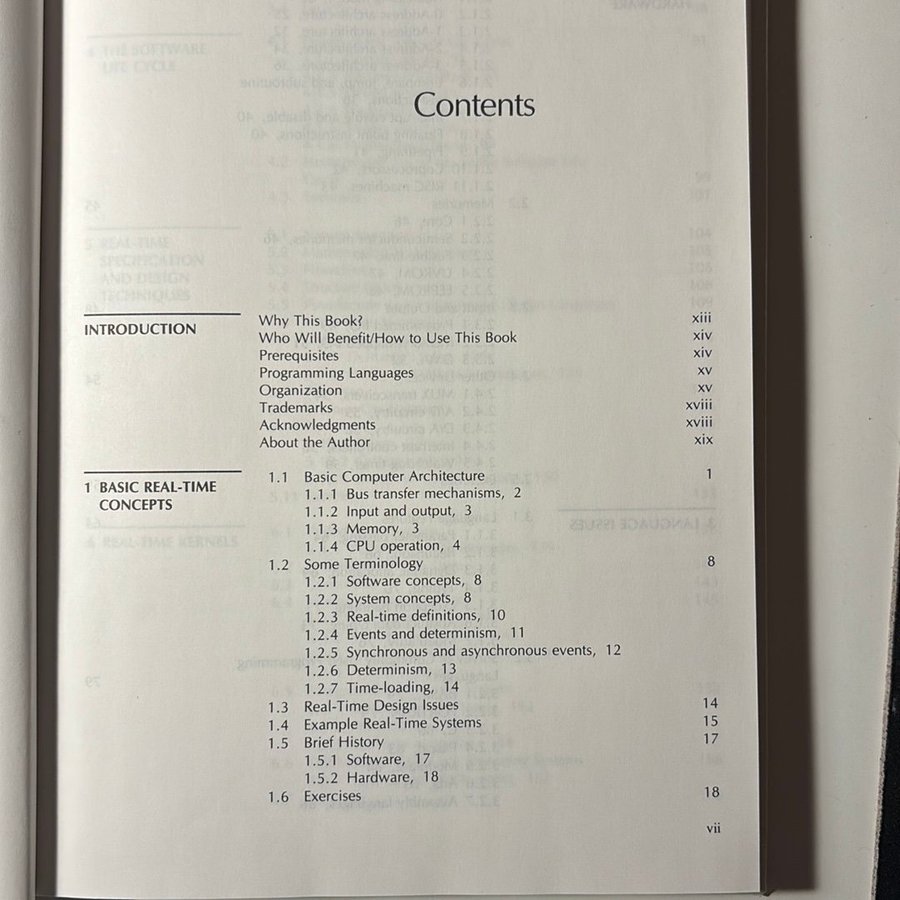 Contents
INTRODUCTION
Why This Book? xiii
Who Will Benefit/How to Use This Book xiv
Prerequisites xiv
Programming Languages xv
Organization xv
Trademarks xviii
Acknowledgments xviii
About the Author xix
1 BASIC REAL-TIME
CONCEPTS
1.1 Basic Computer Architecture 1
1.1.1 Bus transfer mechanisms, 2
1.1.2 Input and output, 3
1.1.3 Memory, 3
1.1.4 CPU operation, 4
1.2 Some Terminology 8
1.2.1 Software concepts, 8
1.2.2 System concepts, 8
1.2.3 Real-time definitions, 10
1.2.4 Events and determinism, 11
1.2.5 Synchronous and asynchronous events, 12
1.2.6 Determinism, 13
1.2.7 Time-loading, 14
1.3 Real-Time Design Issues 14
1.4 Example Real-Time Systems 15
1.5 Brief History 17
1.5.1 Software, 17
1.5.2 Hardware, 18
1.6 Exercises 18
vii